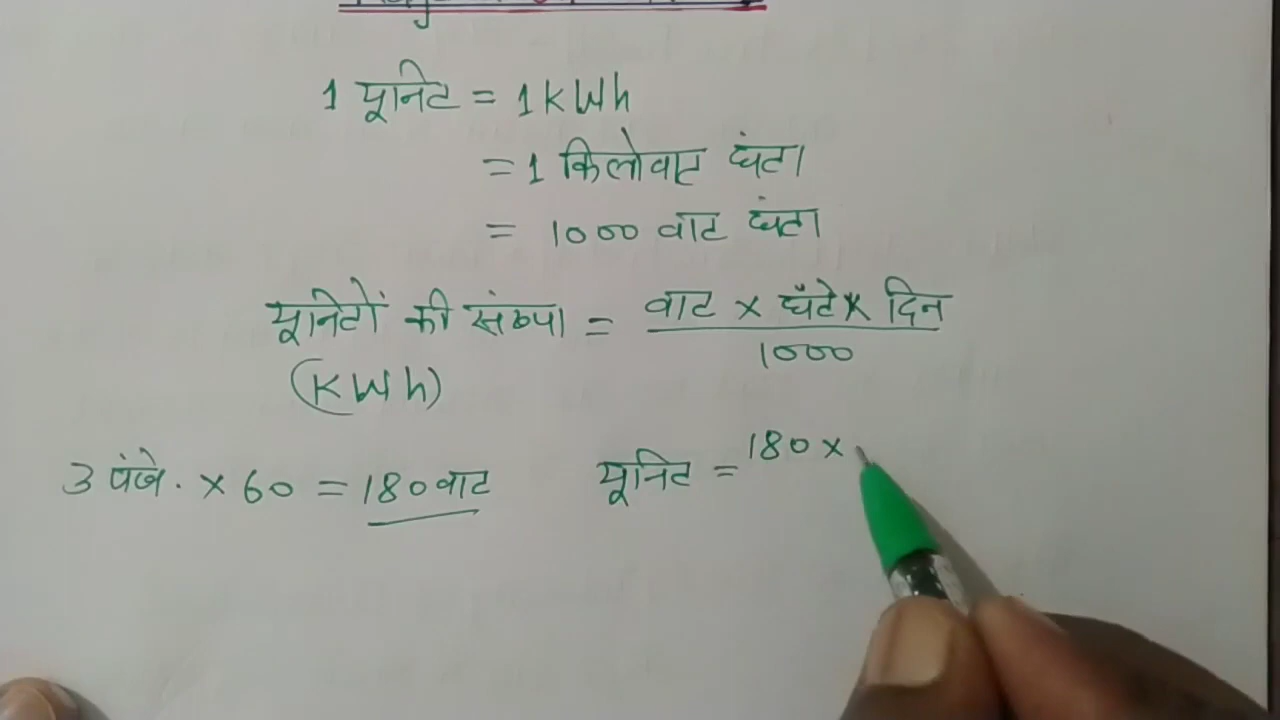 1 यूनिट = 1 KWh
= 1 किलोवाट घंटा
= 1000 वाट घंटा
यूनिटों की संख्या = वाट x घँटे x दिन
1000
(KWh)
3 पंखे. x 60 = 180 वाट
यूनिट = 180 x